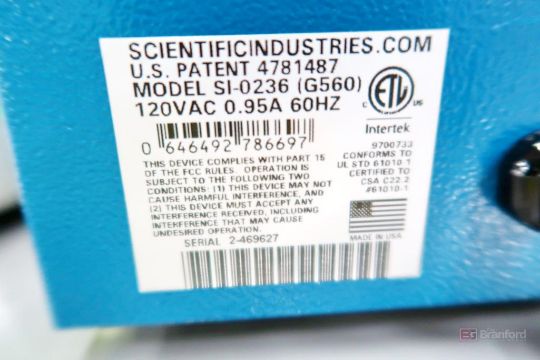 SCIENTIFICINDUSTRIES.COM
U.S. PATENT 4781487
MODEL SI-0236 (G560)
120VAC 0.95A 60HZ
ETL
C US
Intertek
0 646492 786697
9700733
CONFORMS TO
UL STD 61010-1
CERTIFIED TO
CSA C22.2
#61010-1
THIS DEVICE COMPLIES WITH PART 15
OF THE FCC RULES. OPERATION IS
SUBJECT TO THE FOLLOWING TWO
CONDITIONS: (1) THIS DEVICE MAY NOT
CAUSE HARMFUL INTERFERENCE, AND
(2) THIS DEVICE MUST ACCEPT ANY
INTERFERENCE RECEIVED, INCLUDING
INTERFERENCE THAT MAY CAUSE
UNDESIRED OPERATION.
MADE IN USA
SERIAL 2-469627
BG Branford